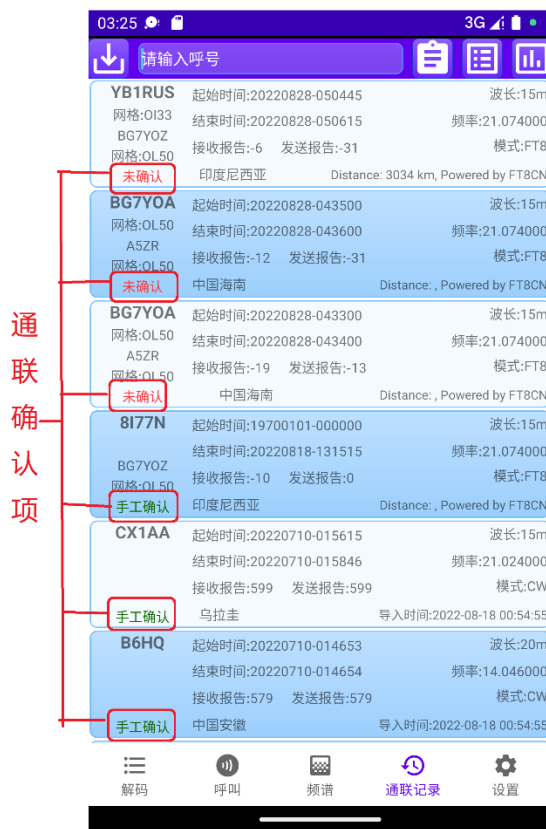 03:25
3G
请输入呼号
YB1RUS
网格:OI33
BG7YOZ
网格:OL50
未确认
起始时间:20220828-050445
波长:15m
结束时间:20220828-050615
频率:21.074000
接收报告:-6 发送报告:-31
模式:FT8
印度尼西亚
Distance: 3034 km, Powered by FT8CN
BG7YOA
网格:OL50
A5ZR
网格:OL50
未确认
起始时间:20220828-043500
波长:15m
结束时间:20220828-043600
频率:21.074000
接收报告:-12 发送报告:-31
模式:FT8
中国海南
Distance: , Powered by FT8CN
BG7YOA
网格:OL50
A5ZR
网格:OL50
未确认
起始时间:20220828-043300
波长:15m
结束时间:20220828-043400
频率:21.074000
接收报告:-19 发送报告:-13
模式:FT8
中国海南
Distance: , Powered by FT8CN
8I77N
BG7YOZ
网格:OL50
手工确认
起始时间:19700101-000000
波长:15m
结束时间:20220818-131515
频率:21.074000
接收报告:-10 发送报告:0
模式:FT8
印度尼西亚
Distance: , Powered by FT8CN
CX1AA
手工确认
起始时间:20220710-015615
波长:15m
结束时间:20220710-015846
频率:21.024000
接收报告:599 发送报告:599
模式:CW
乌拉圭
导入时间:2022-08-18 00:54:55
B6HQ
手工确认
起始时间:20220710-014653
波长:20m
结束时间:20220710-014654
频率:14.046000
接收报告:579 发送报告:579
模式:CW
中国安徽
导入时间:2022-08-18 00:54:55
通联确认项
解码
呼叫
频谱
通联记录
设置